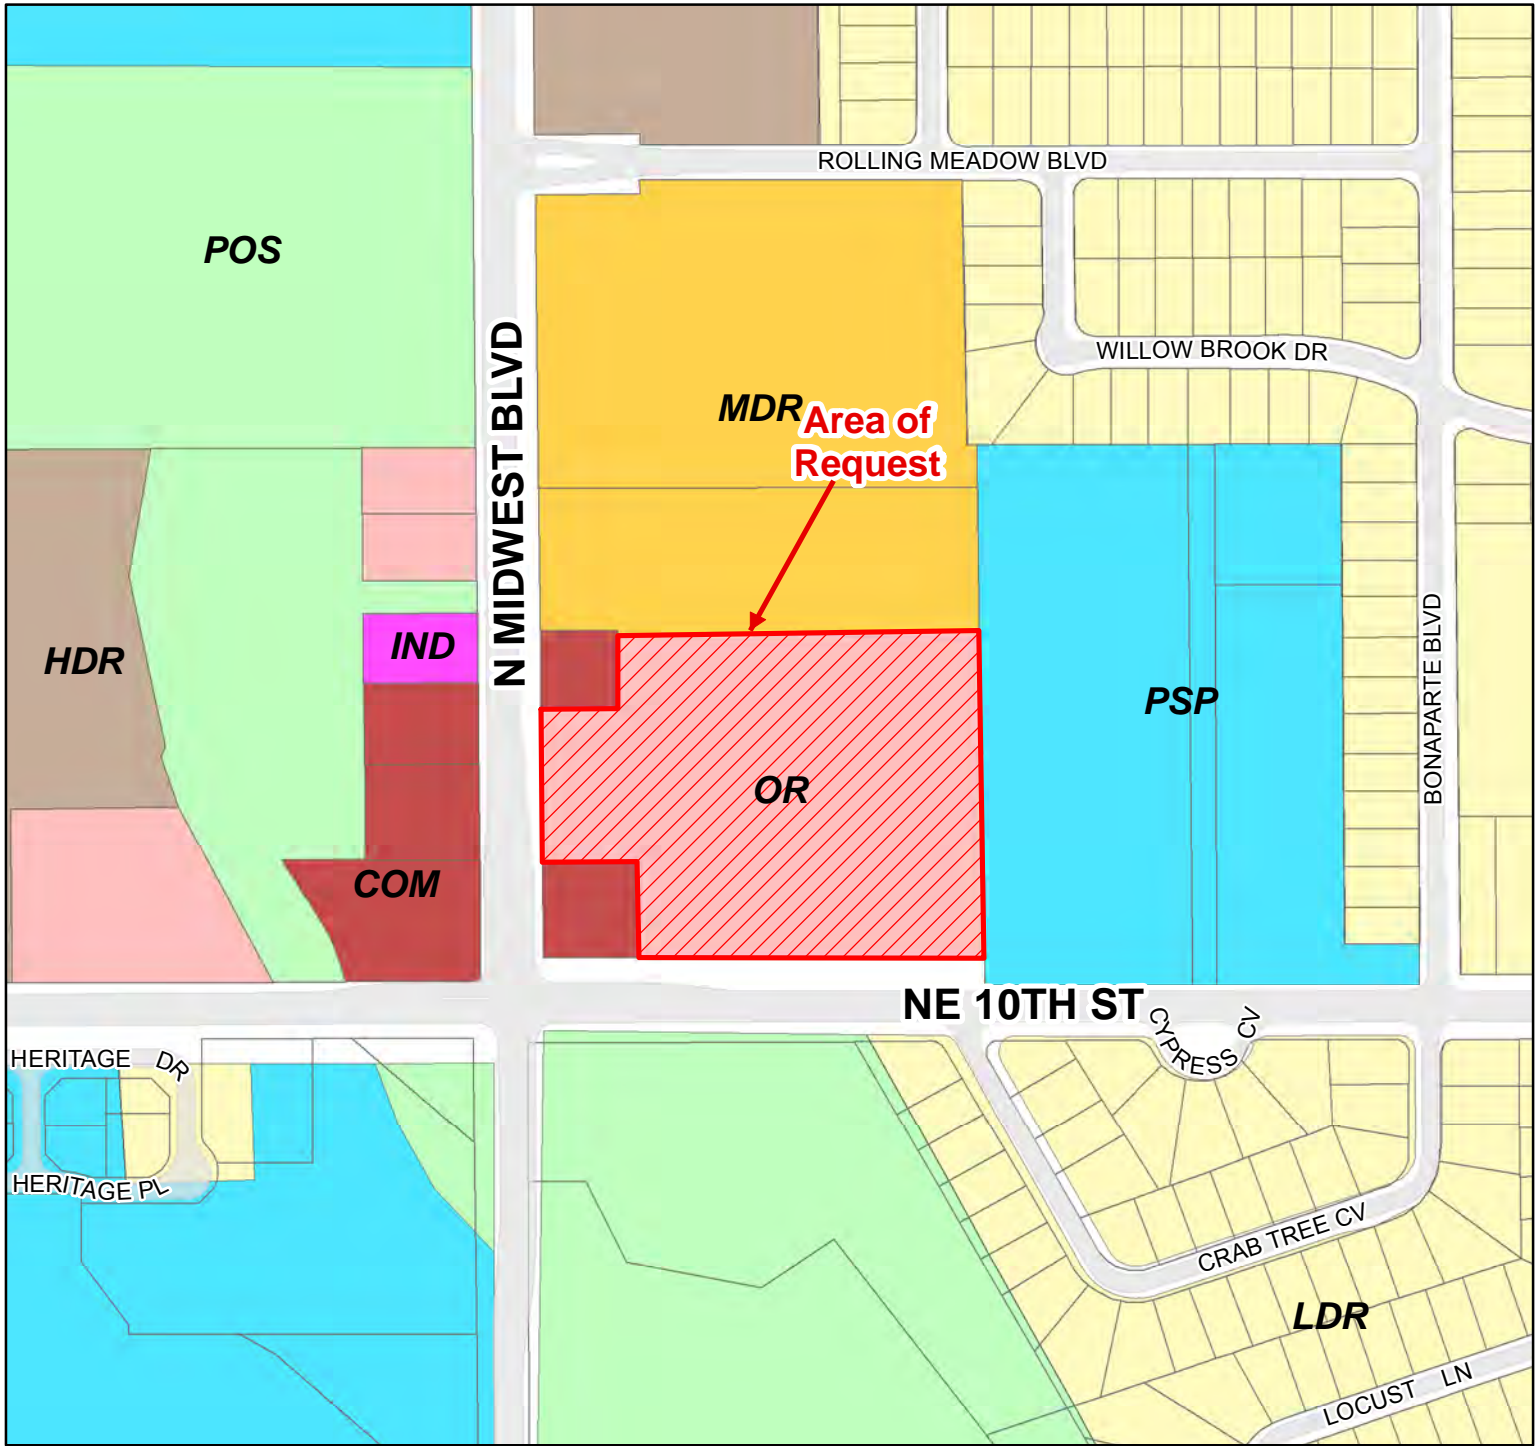 ROLLING MEADOW BLVD
POS
N MIDWEST BLVD
WILLOW BROOK DR
MDR
Area of
Request
HDR
IND
BONAPARTE BLVD
PSP
OR
COM
NE 10TH ST
CYPRESS CV
HERITAGE DR
HERITAGE PL
CRAB TREE CV
LDR
LOCUST LN